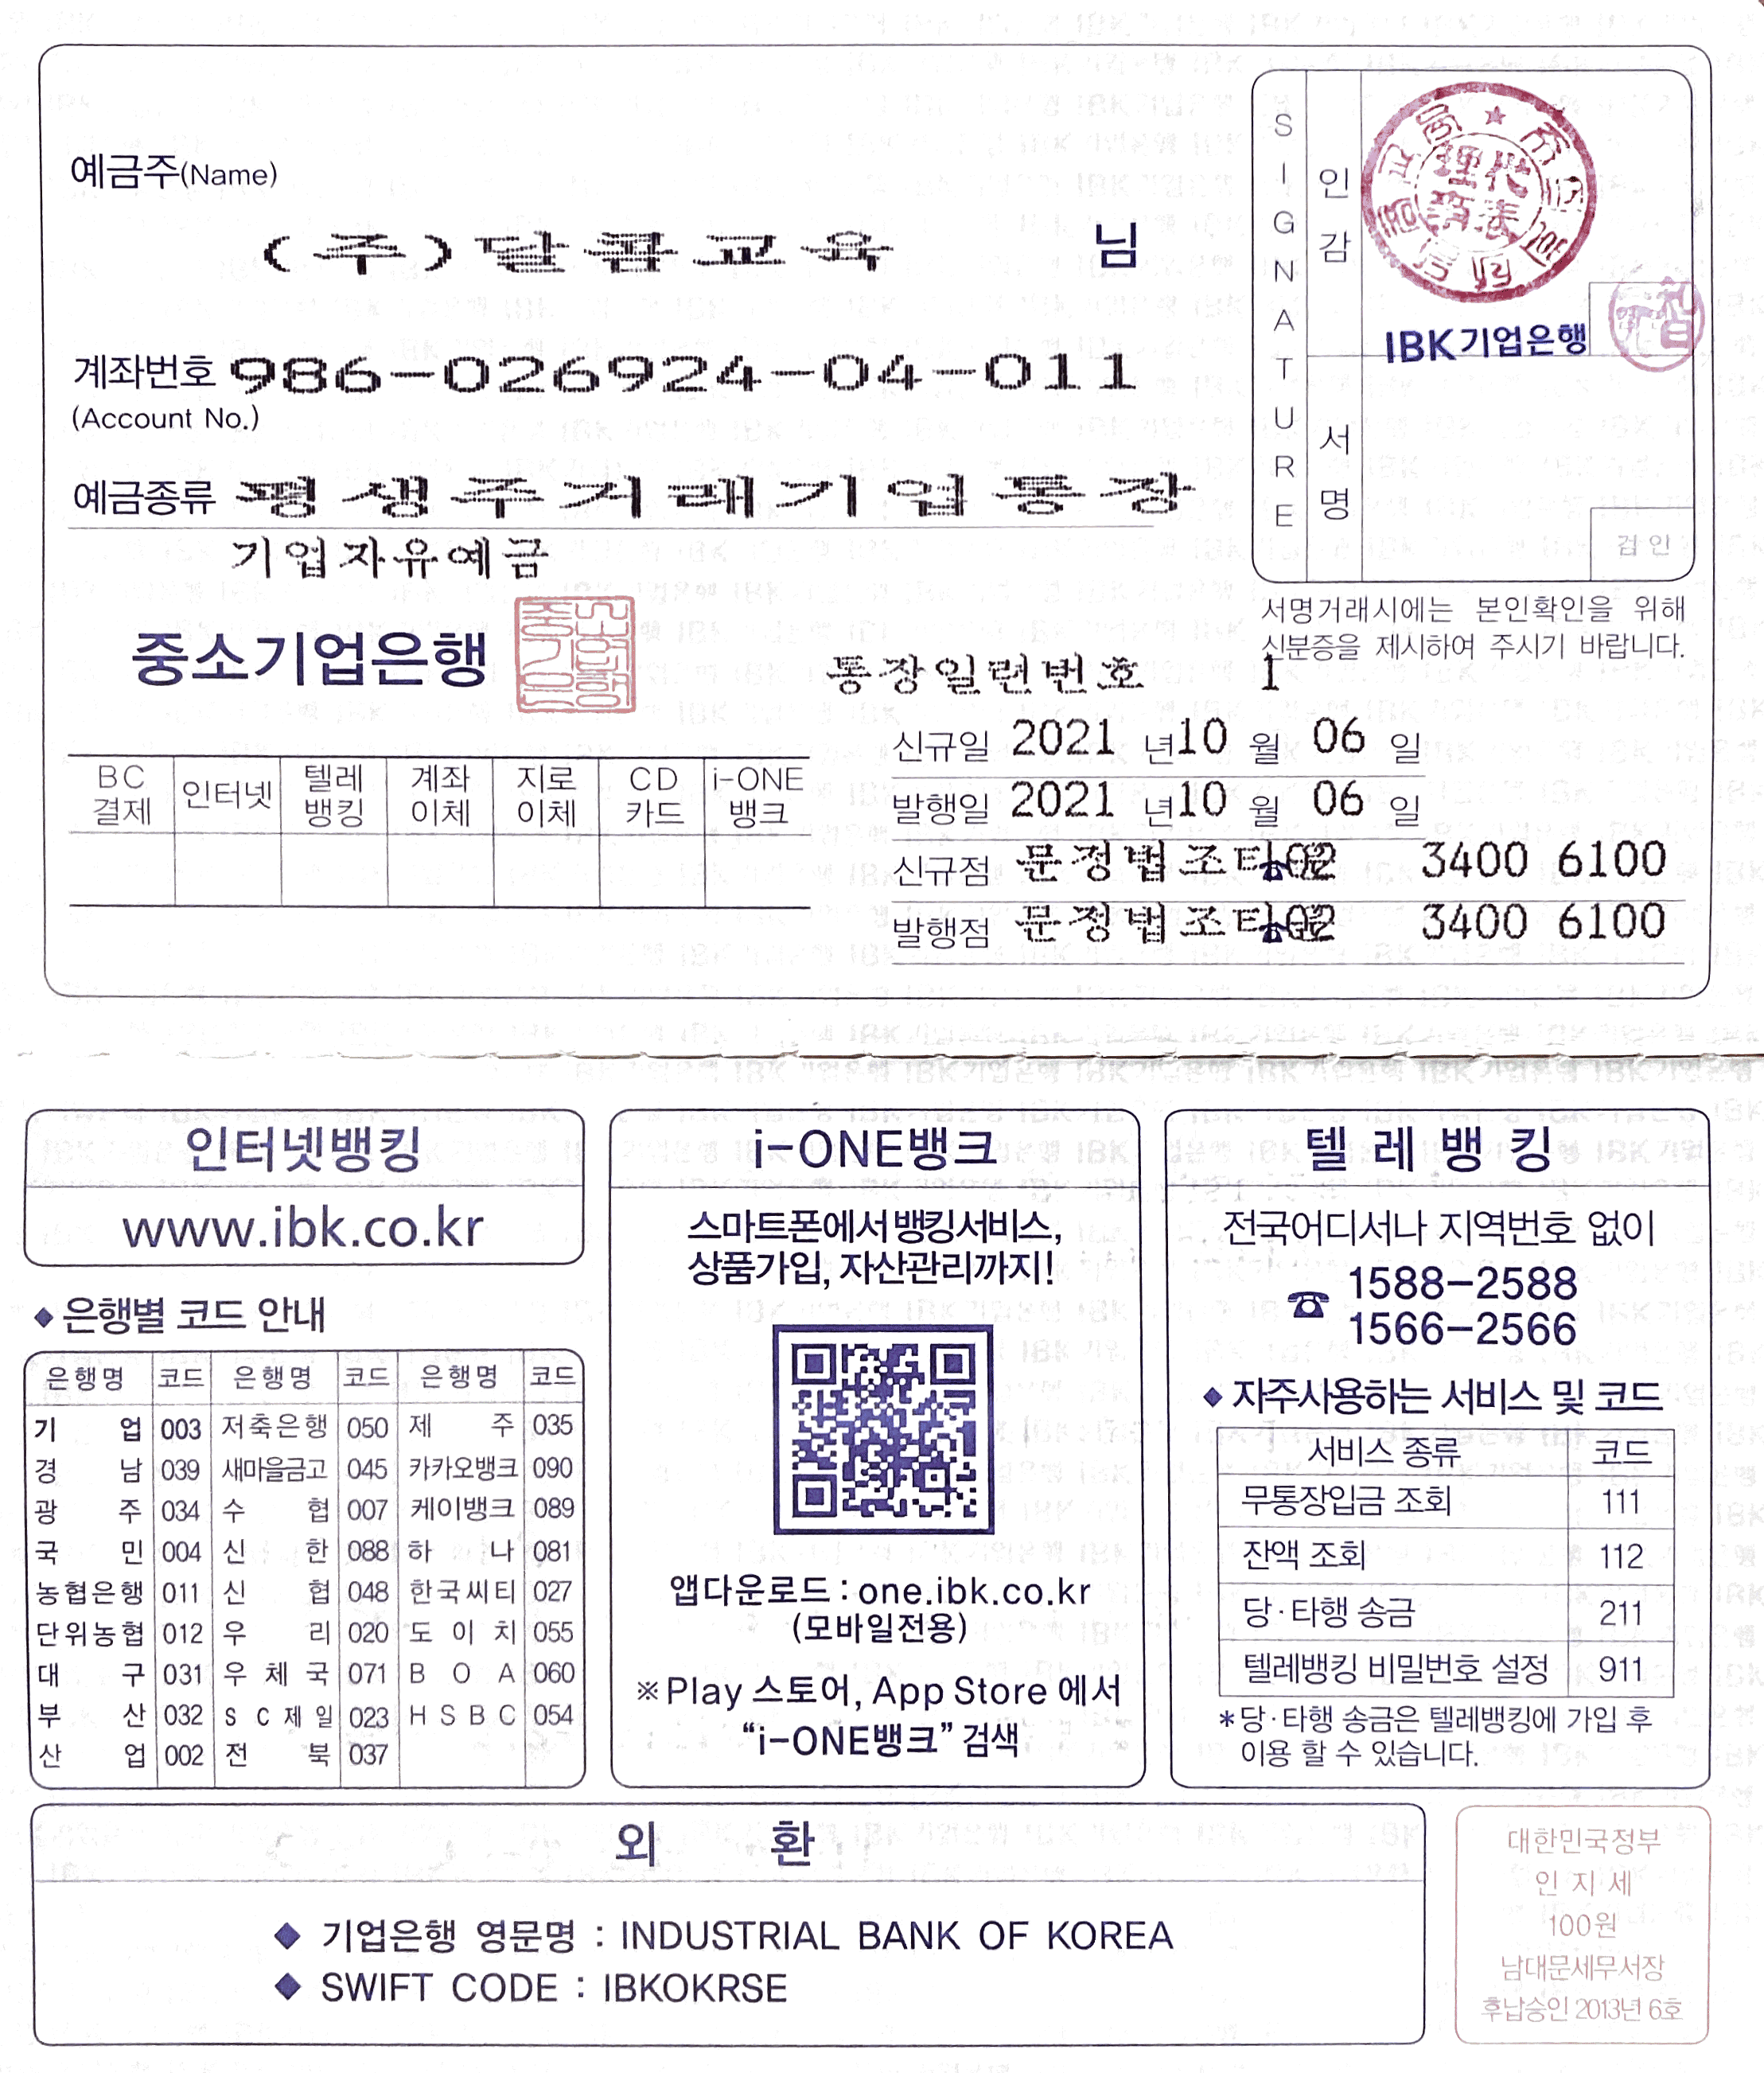 예금주(Name)
(주)달콤교육 님
계좌번호 986-026924-04-011
(Account No.)
예금종류 평생주거래기업통장
기업자유예금
중소기업은행
SIGNATURE
인감
代表
理事
IBK기업은행
서명
검인
서명거래시에는 본인확인을 위해
신분증을 제시하여 주시기 바랍니다.
통장일련번호 1
신규일 2021 년 10 월 06 일
발행일 2021 년 10 월 06 일
신규점 문정법조타 ☎02 3400 6100
발행점 문정법조타 ☎02 3400 6100
BC 결제 인터넷 텔레 뱅킹 계좌 이체 지로 이체 CD 카드 i-ONE 뱅크
인터넷뱅킹
www.ibk.co.kr
◆ 은행별 코드 안내
은행명 코드 은행명 코드 은행명 코드
기업 003 저축은행 050 제주 035
경남 039 새마을금고 045 카카오뱅크 090
광주 034 수협 007 케이뱅크 089
국민 004 신한 088 하나 081
농협은행 011 신협 048 한국씨티 027
단위농협 012 우리 020 도이치 055
대구 031 우체국 071 BOA 060
부산 032 SC제일 023 HSBC 054
산업 002 전북 037
i-ONE뱅크
스마트폰에서 뱅킹서비스,
상품가입, 자산관리까지!
앱다운로드 : one.ibk.co.kr
(모바일전용)
※Play 스토어, App Store 에서
“i-ONE뱅크” 검색
텔레뱅킹
전국어디서나 지역번호 없이
☎ 1588-2588
1566-2566
◆ 자주사용하는 서비스 및 코드
서비스 종류 코드
무통장입금 조회 111
잔액 조회 112
당·타행 송금 211
텔레뱅킹 비밀번호 설정 911
*당·타행 송금은 텔레뱅킹에 가입 후
이용 할 수 있습니다.
외환
◆ 기업은행 영문명 : INDUSTRIAL BANK OF KOREA
◆ SWIFT CODE : IBKOKRSE
대한민국정부
인지세
100원
남대문세무서장
후납승인 2013년 6호